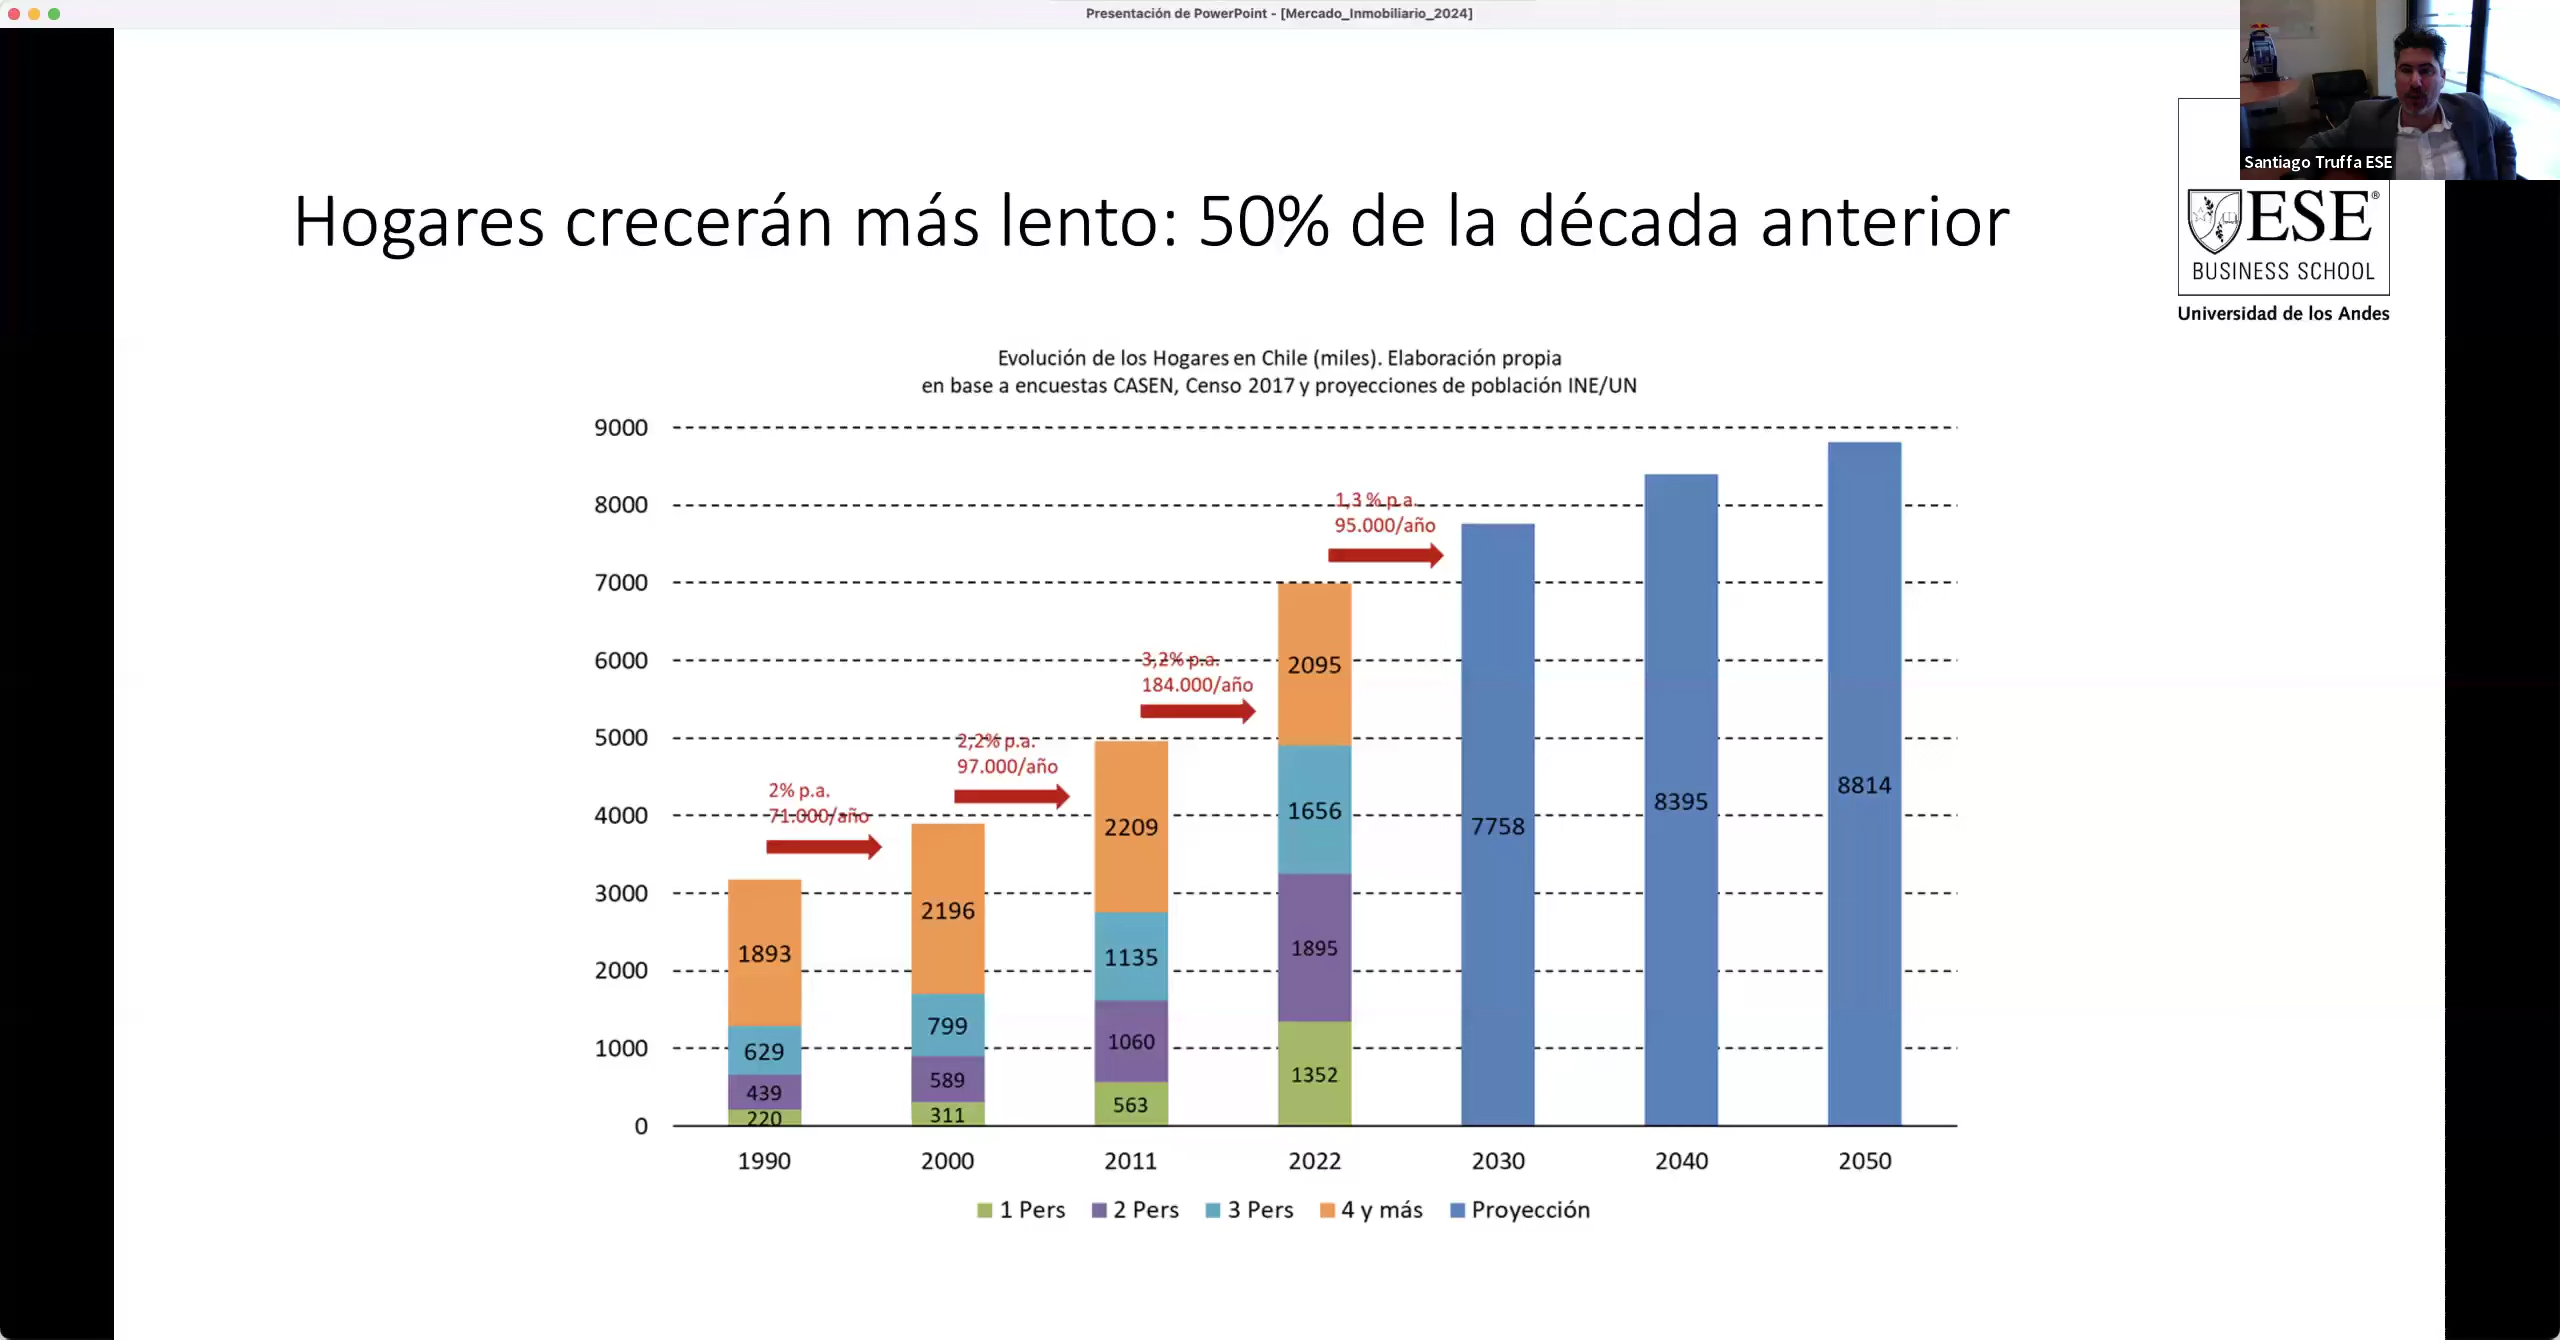 Presentación de PowerPoint - [Mercado_Inmobiliario_2024]
Santiago Truffa ESE
Hogares crecerán más lento: 50% de la década anterior
ESE®
BUSINESS SCHOOL
Universidad de los Andes
Evolución de los Hogares en Chile (miles). Elaboración propia
en base a encuestas CASEN, Censo 2017 y proyecciones de población INE/UN
9000
8000
7000
6000
5000
4000
3000
2000
1000
0
2% p.a.
71.000/año
2,2% p.a.
97.000/año
3,2% p.a.
184.000/año
1,3 % p.a.
95.000/año
1893
629
439
220
2196
799
589
311
2209
1135
1060
563
2095
1656
1895
1352
7758
8395
8814
1990 2000 2011 2022 2030 2040 2050
1 Pers 2 Pers 3 Pers 4 y más Proyección